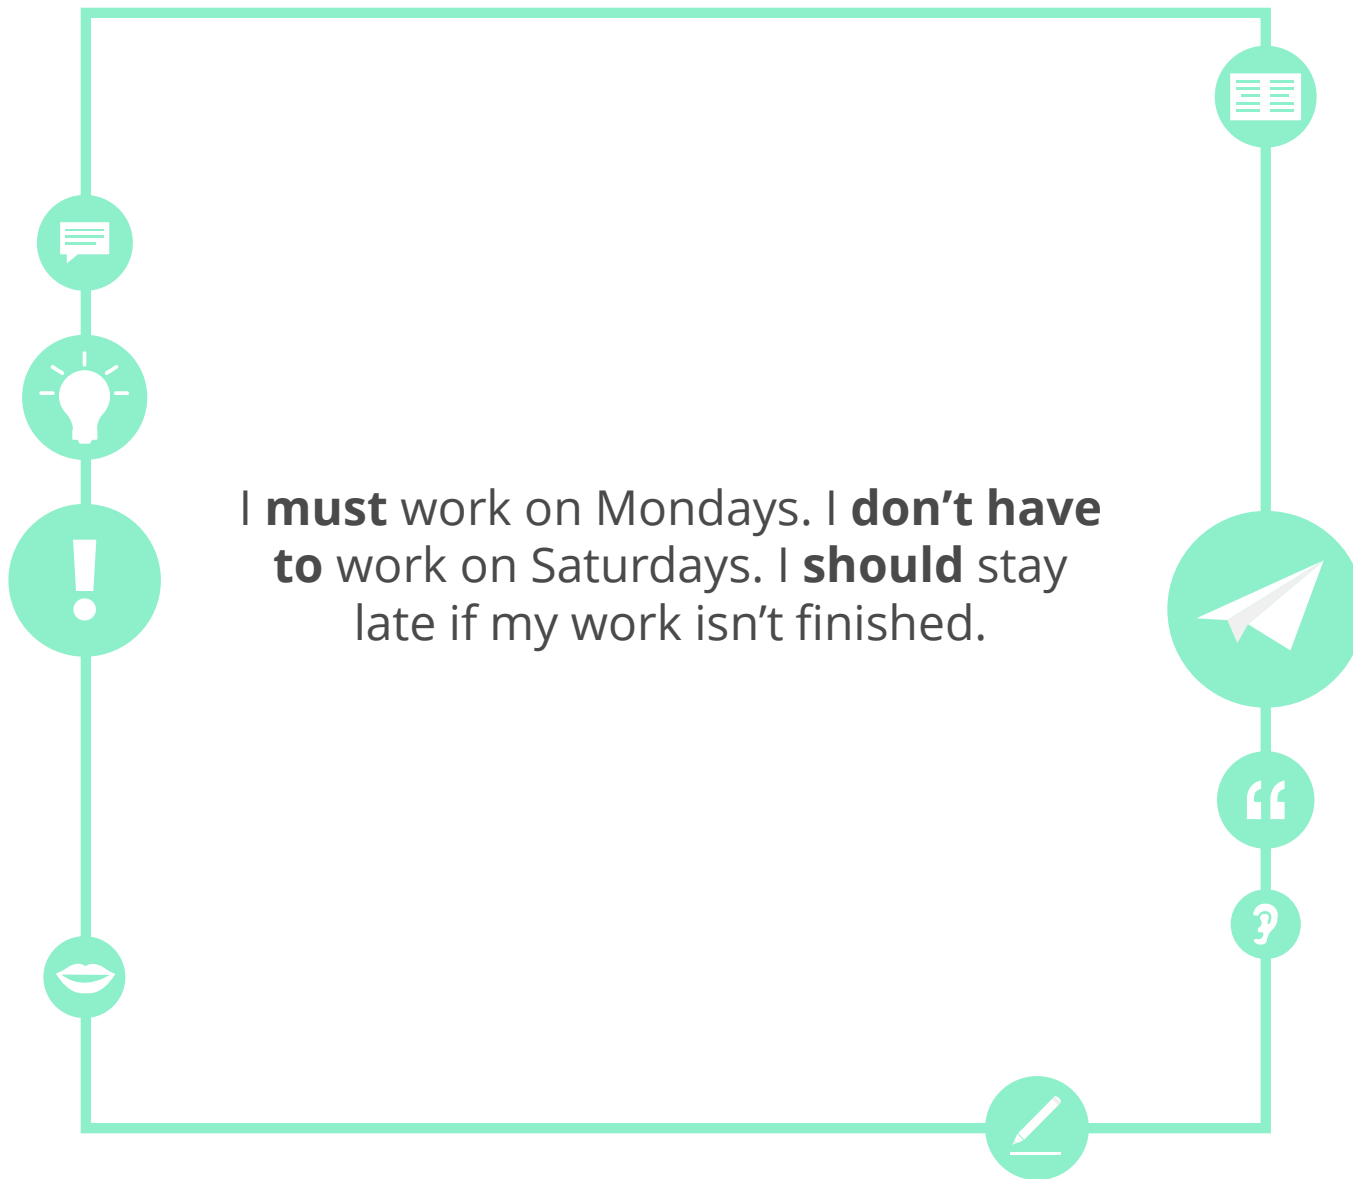 I must work on Mondays. I don’t have
to work on Saturdays. I should stay
late if my work isn’t finished.